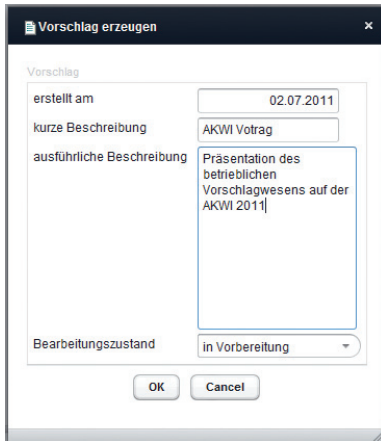 Vorschlag erzeugen
Vorschlag
erstellt am 02.07.2011
kurze Beschreibung AKWI Votrag
ausführliche Beschreibung Präsentation des
betrieblichen
Vorschlagwesens auf der
AKWI 2011
Bearbeitungszustand in Vorbereitung
OK Cancel